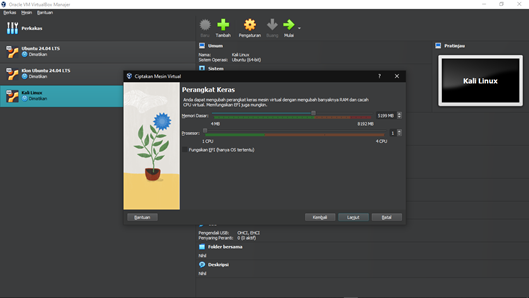 Oracle VM VirtualBox Manager
Berkas Mesin Bantuan
Perkakas
Baru Tambah Pengaturan Buang Mulai
Ubuntu 24.04 LTS
Dimatikan
Klon Ubuntu 24.04 LTS
Dimatikan
Kali Linux
Dimatikan
Umum
Nama: Kali Linux
Sistem Operasi: Ubuntu (64-bit)
Sistem
Pratinjau
Kali Linux
Ciptakan Mesin Virtual
Perangkat Keras
Anda dapat mengubah perangkat keras mesin virtual dengan mengubah banyaknya RAM dan cacah
CPU virtual. Memfungsikan EFI juga mungkin.
Memori Dasar: 5199 MB
4 MB 8192 MB
Prosesor: 1
1 CPU 4 CPU
Fungsikan EFI (hanya OS tertentu)
Bantuan Kembali Lanjut Batal
Pengendali USB: OHCI, EHCI
Penyaring Peranti: 0 (0 aktif)
Folder bersama
Nihil
Deskripsi
Nihil